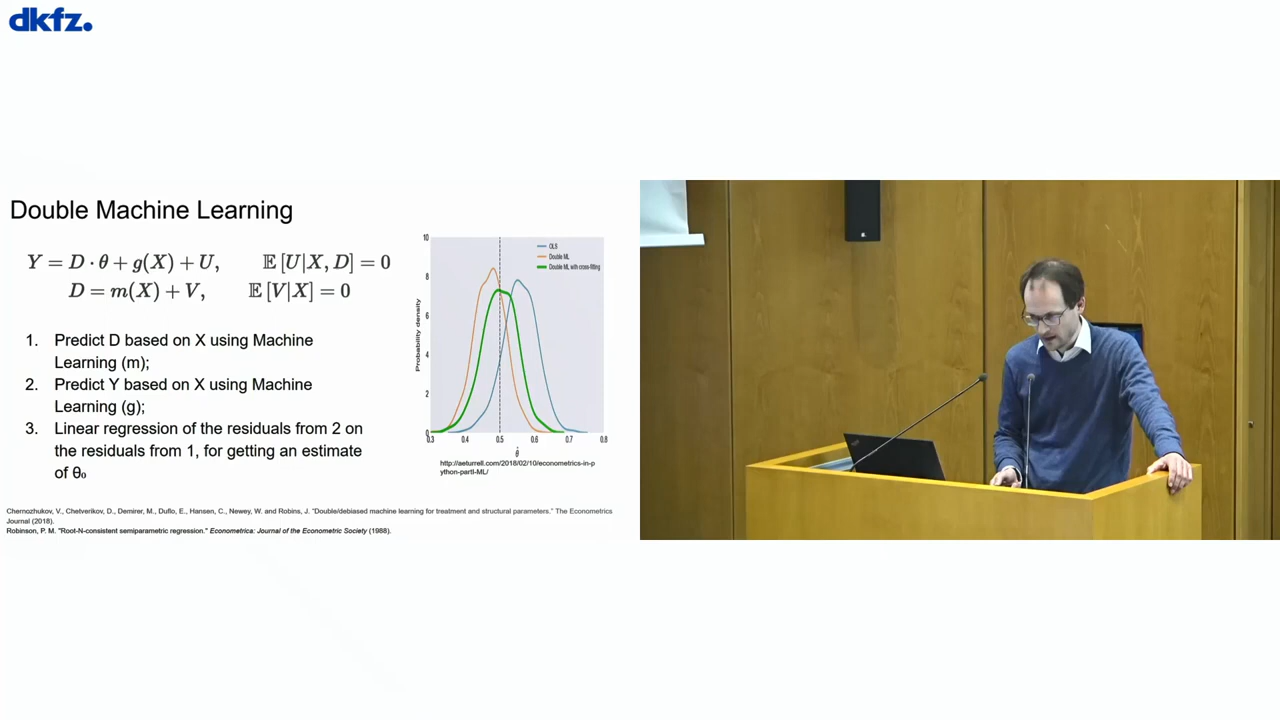 dkfz.
Double Machine Learning
Y = D · θ + g(X) + U, 𝔼 [U|X, D] = 0
D = m(X) + V, 𝔼 [V|X] = 0
1. Predict D based on X using Machine
Learning (m);
2. Predict Y based on X using Machine
Learning (g);
3. Linear regression of the residuals from 2 on
the residuals from 1, for getting an estimate
of θ₀
OLS
Double ML
Double ML with cross-fitting
Probability density
10
8
6
4
2
0
0.3 0.4 0.5 0.6 0.7 0.8
θ̂
http://aeturrell.com/2018/02/10/econometrics-in-p
ython-partI-ML/
Chernozhukov, V., Chetverikov, D., Demirer, M., Duflo, E., Hansen, C., Newey, W. and Robins, J. "Double/debiased machine learning for treatment and structural parameters." The Econometrics
Journal (2018).
Robinson, P. M. "Root-N-consistent semiparametric regression." Econometrica: Journal of the Econometric Society (1988).